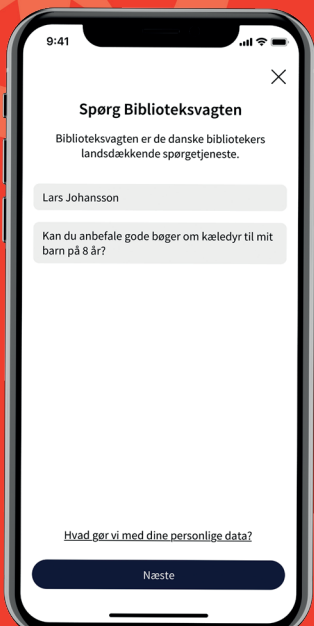 9:41
Spørg Biblioteksvagten
Biblioteksvagten er de danske bibliotekers
landsdækkende spørgetjeneste.
Lars Johansson
Kan du anbefale gode bøger om kæledyr til mit
barn på 8 år?
Hvad gør vi med dine personlige data?
Næste